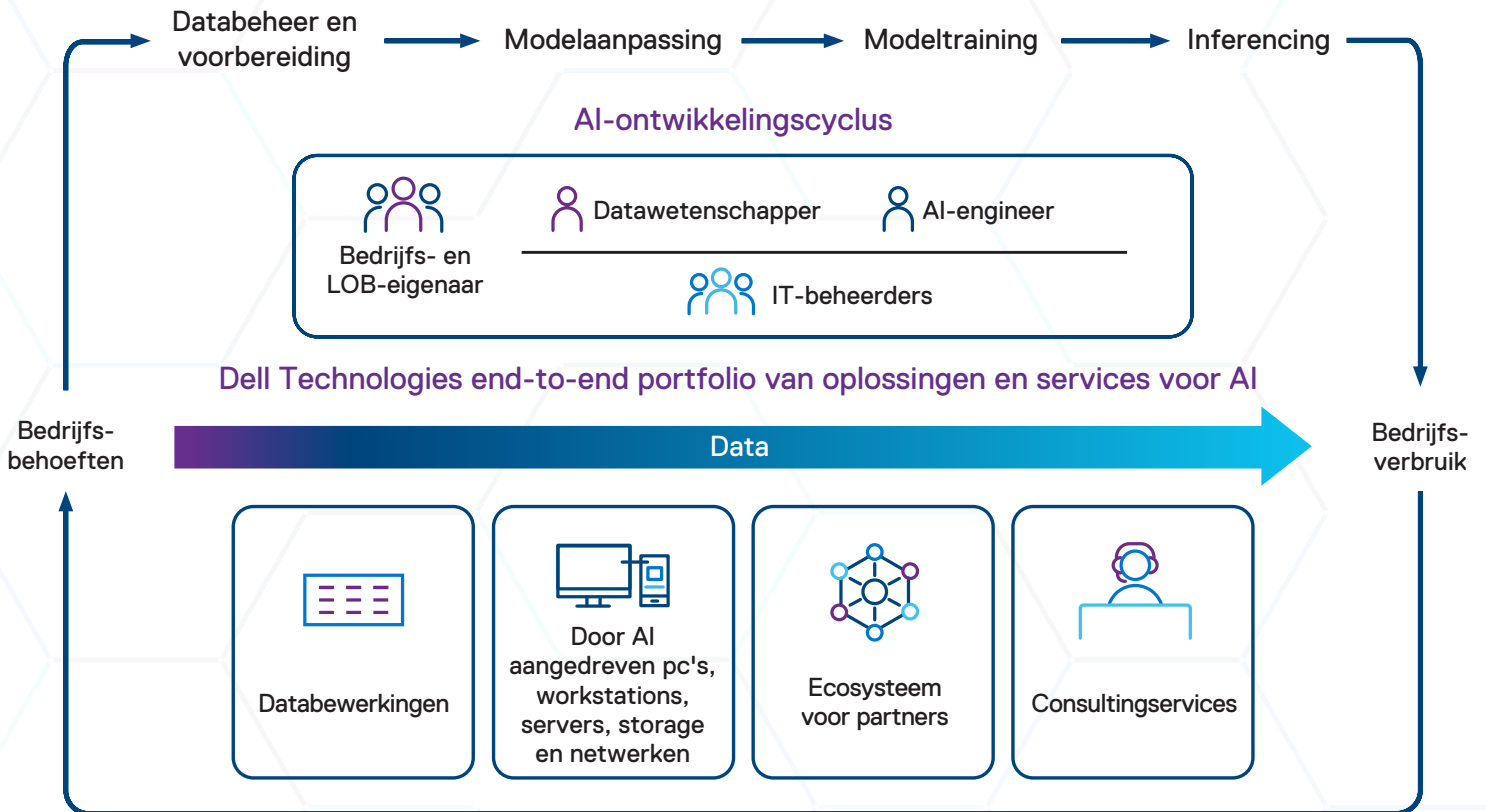 Databeheer en
voorbereiding
Modelaanpassing
Modeltraining
Inferencing
AI-ontwikkelingscyclus
Bedrijfs- en
LOB-eigenaar
Datawetenschapper
AI-engineer
IT-beheerders
Dell Technologies end-to-end portfolio van oplossingen en services voor AI
Bedrijfs-
behoeften
Data
Bedrijfs-
verbruik
Databewerkingen
Door AI
aangedreven pc's,
workstations,
servers, storage
en netwerken
Ecosysteem
voor partners
Consultingservices